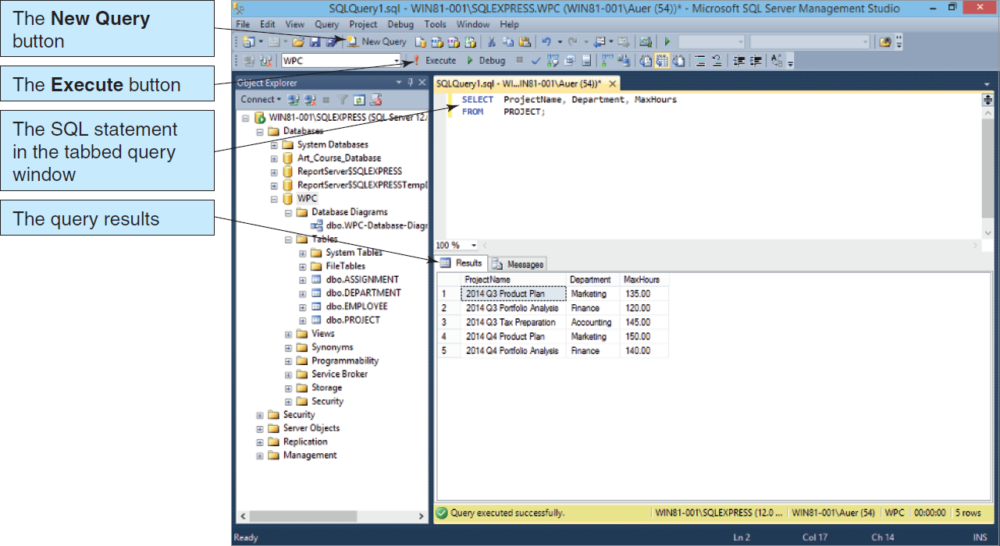 The New Query
button
The Execute button
The SQL statement
in the tabbed query
window
The query results
SQLQuery1.sql - WIN81-001\SQLEXPRESS.WPC (WIN81-001\Auer (54))* - Microsoft SQL Server Management Studio
File Edit View Query Project Debug Tools Window Help
New Query
WPC Execute Debug
Object Explorer
Connect
WIN81-001\SQLEXPRESS (SQL Server 12.
Databases
System Databases
Art_Course_Database
ReportServer$SQLEXPRESS
ReportServer$SQLEXPRESSTemp
WPC
Database Diagrams
dbo.WPC-Database-Diagr
Tables
System Tables
FileTables
dbo.ASSIGNMENT
dbo.DEPARTMENT
dbo.EMPLOYEE
dbo.PROJECT
Views
Synonyms
Programmability
Service Broker
Storage
Security
Security
Server Objects
Replication
Management
SQLQuery1.sql - WI...IN81-001\Auer (54))*
SELECT ProjectName, Department, MaxHours
FROM PROJECT;
100 %
Results Messages
ProjectName Department MaxHours
1 2014 Q3 Product Plan Marketing 135.00
2 2014 Q3 Portfolio Analysis Finance 120.00
3 2014 Q3 Tax Preparation Accounting 145.00
4 2014 Q4 Product Plan Marketing 150.00
5 2014 Q4 Portfolio Analysis Finance 140.00
Query executed successfully. WIN81-001\SQLEXPRESS (12.0 ... WIN81-001\Auer (54) WPC 00:00:00 5 rows
Ready Ln 2 Col 17 Ch 14 INS